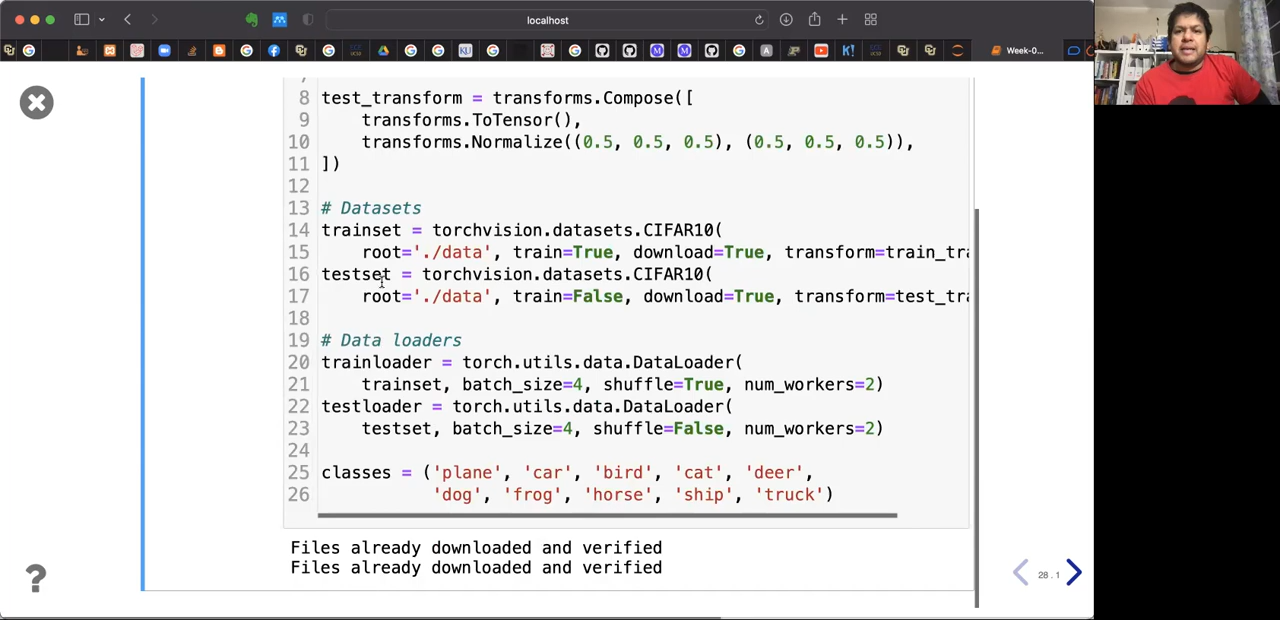 localhost
Week-0...
7
8 test_transform = transforms.Compose([
9 transforms.ToTensor(),
10 transforms.Normalize((0.5, 0.5, 0.5), (0.5, 0.5, 0.5)),
11 ])
12
13 # Datasets
14 trainset = torchvision.datasets.CIFAR10(
15 root='./data', train=True, download=True, transform=train_tra
16 testset = torchvision.datasets.CIFAR10(
17 root='./data', train=False, download=True, transform=test_tra
18
19 # Data loaders
20 trainloader = torch.utils.data.DataLoader(
21 trainset, batch_size=4, shuffle=True, num_workers=2)
22 testloader = torch.utils.data.DataLoader(
23 testset, batch_size=4, shuffle=False, num_workers=2)
24
25 classes = ('plane', 'car', 'bird', 'cat', 'deer',
26 'dog', 'frog', 'horse', 'ship', 'truck')
Files already downloaded and verified
Files already downloaded and verified
28.1